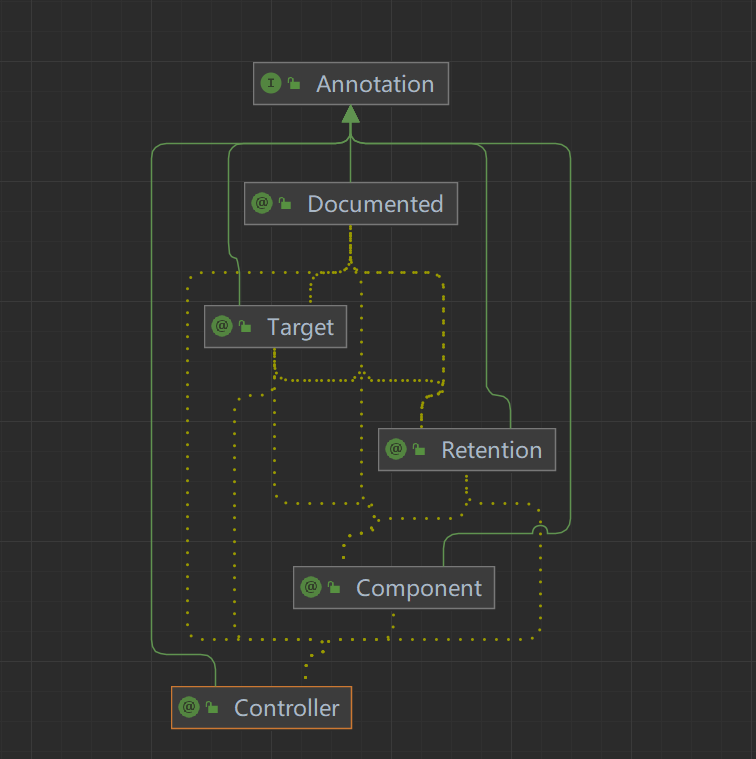 I Annotation
@ Documented
@ Target
@ Retention
@ Component
@ Controller